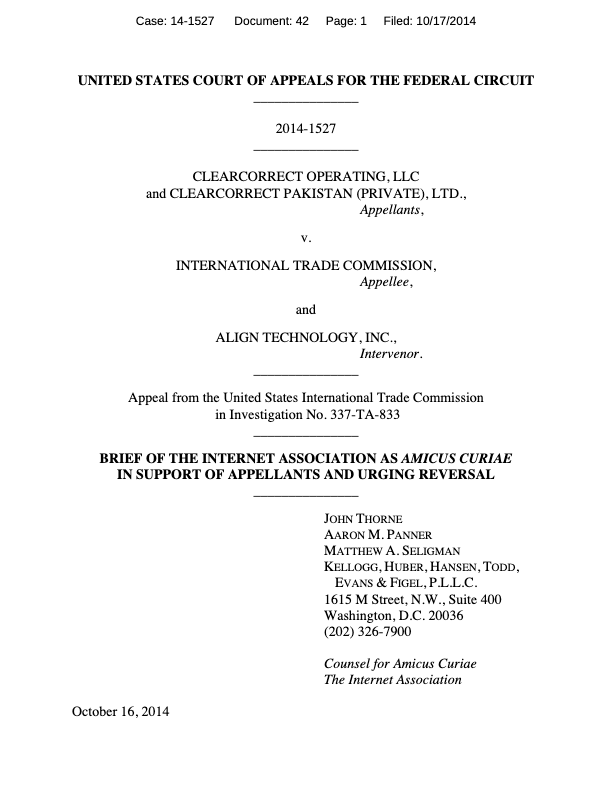 Case: 14-1527 Document: 42 Page: 1 Filed: 10/17/2014
UNITED STATES COURT OF APPEALS FOR THE FEDERAL CIRCUIT
2014-1527
CLEARCORRECT OPERATING, LLC
and CLEARCORRECT PAKISTAN (PRIVATE), LTD.,
Appellants,
v.
INTERNATIONAL TRADE COMMISSION,
Appellee,
and
ALIGN TECHNOLOGY, INC.,
Intervenor.
Appeal from the United States International Trade Commission
in Investigation No. 337-TA-833
BRIEF OF THE INTERNET ASSOCIATION AS AMICUS CURIAE
IN SUPPORT OF APPELLANTS AND URGING REVERSAL
JOHN THORNE
AARON M. PANNER
MATTHEW A. SELIGMAN
KELLOGG, HUBER, HANSEN, TODD,
EVANS & FIGEL, P.L.L.C.
1615 M Street, N.W., Suite 400
Washington, D.C. 20036
(202) 326-7900
Counsel for Amicus Curiae
The Internet Association
October 16, 2014